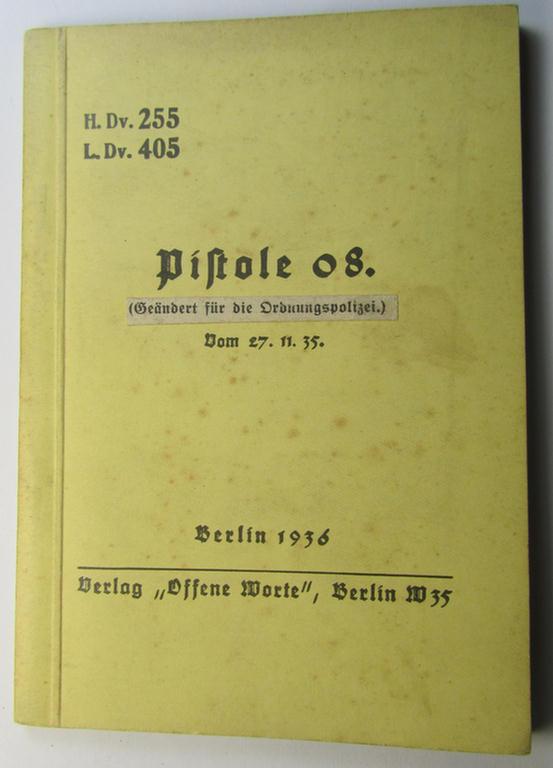 H. Dv. 255
L. Dv. 405
Piſtole 08.
(Geändert für die Ordnungspolizei.)
Vom 27. 11. 35.
Berlin 1936
Verlag „Offene Worte", Berlin W 35